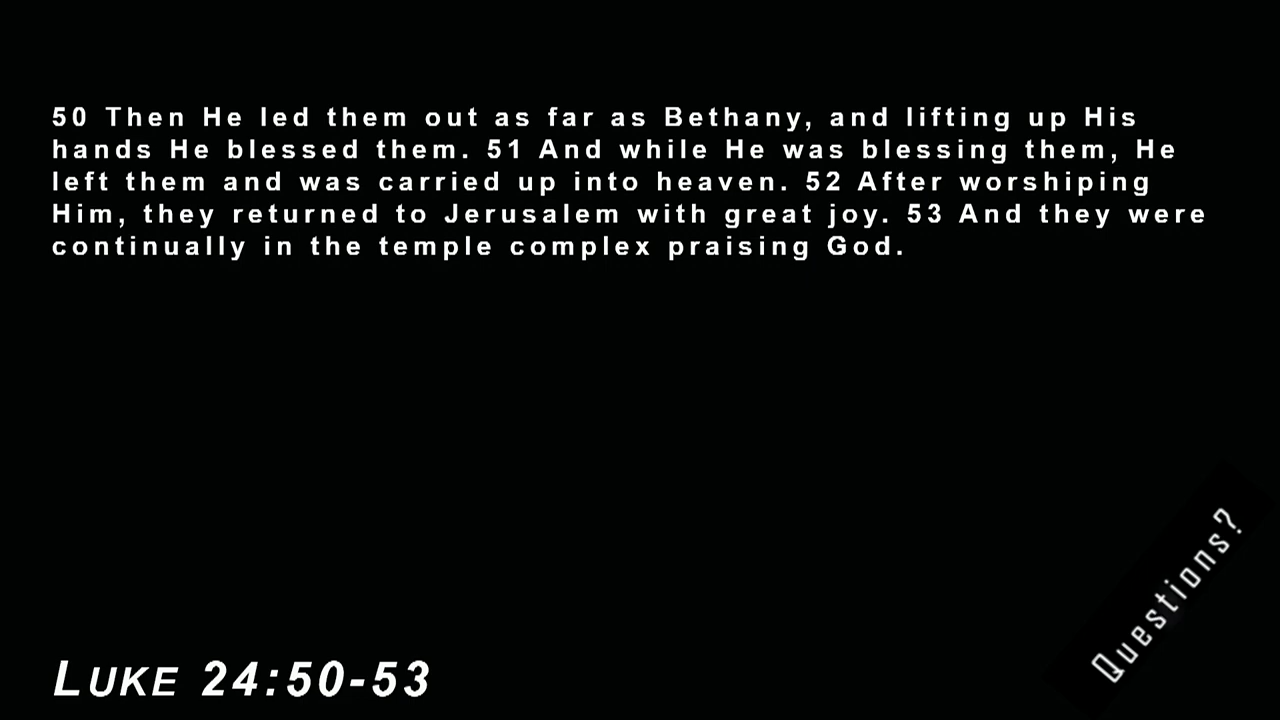 50 Then He led them out as far as Bethany, and lifting up His
hands He blessed them. 51 And while He was blessing them, He
left them and was carried up into heaven. 52 After worshiping
Him, they returned to Jerusalem with great joy. 53 And they were
continually in the temple complex praising God.
Questions?
LUKE 24:50-53